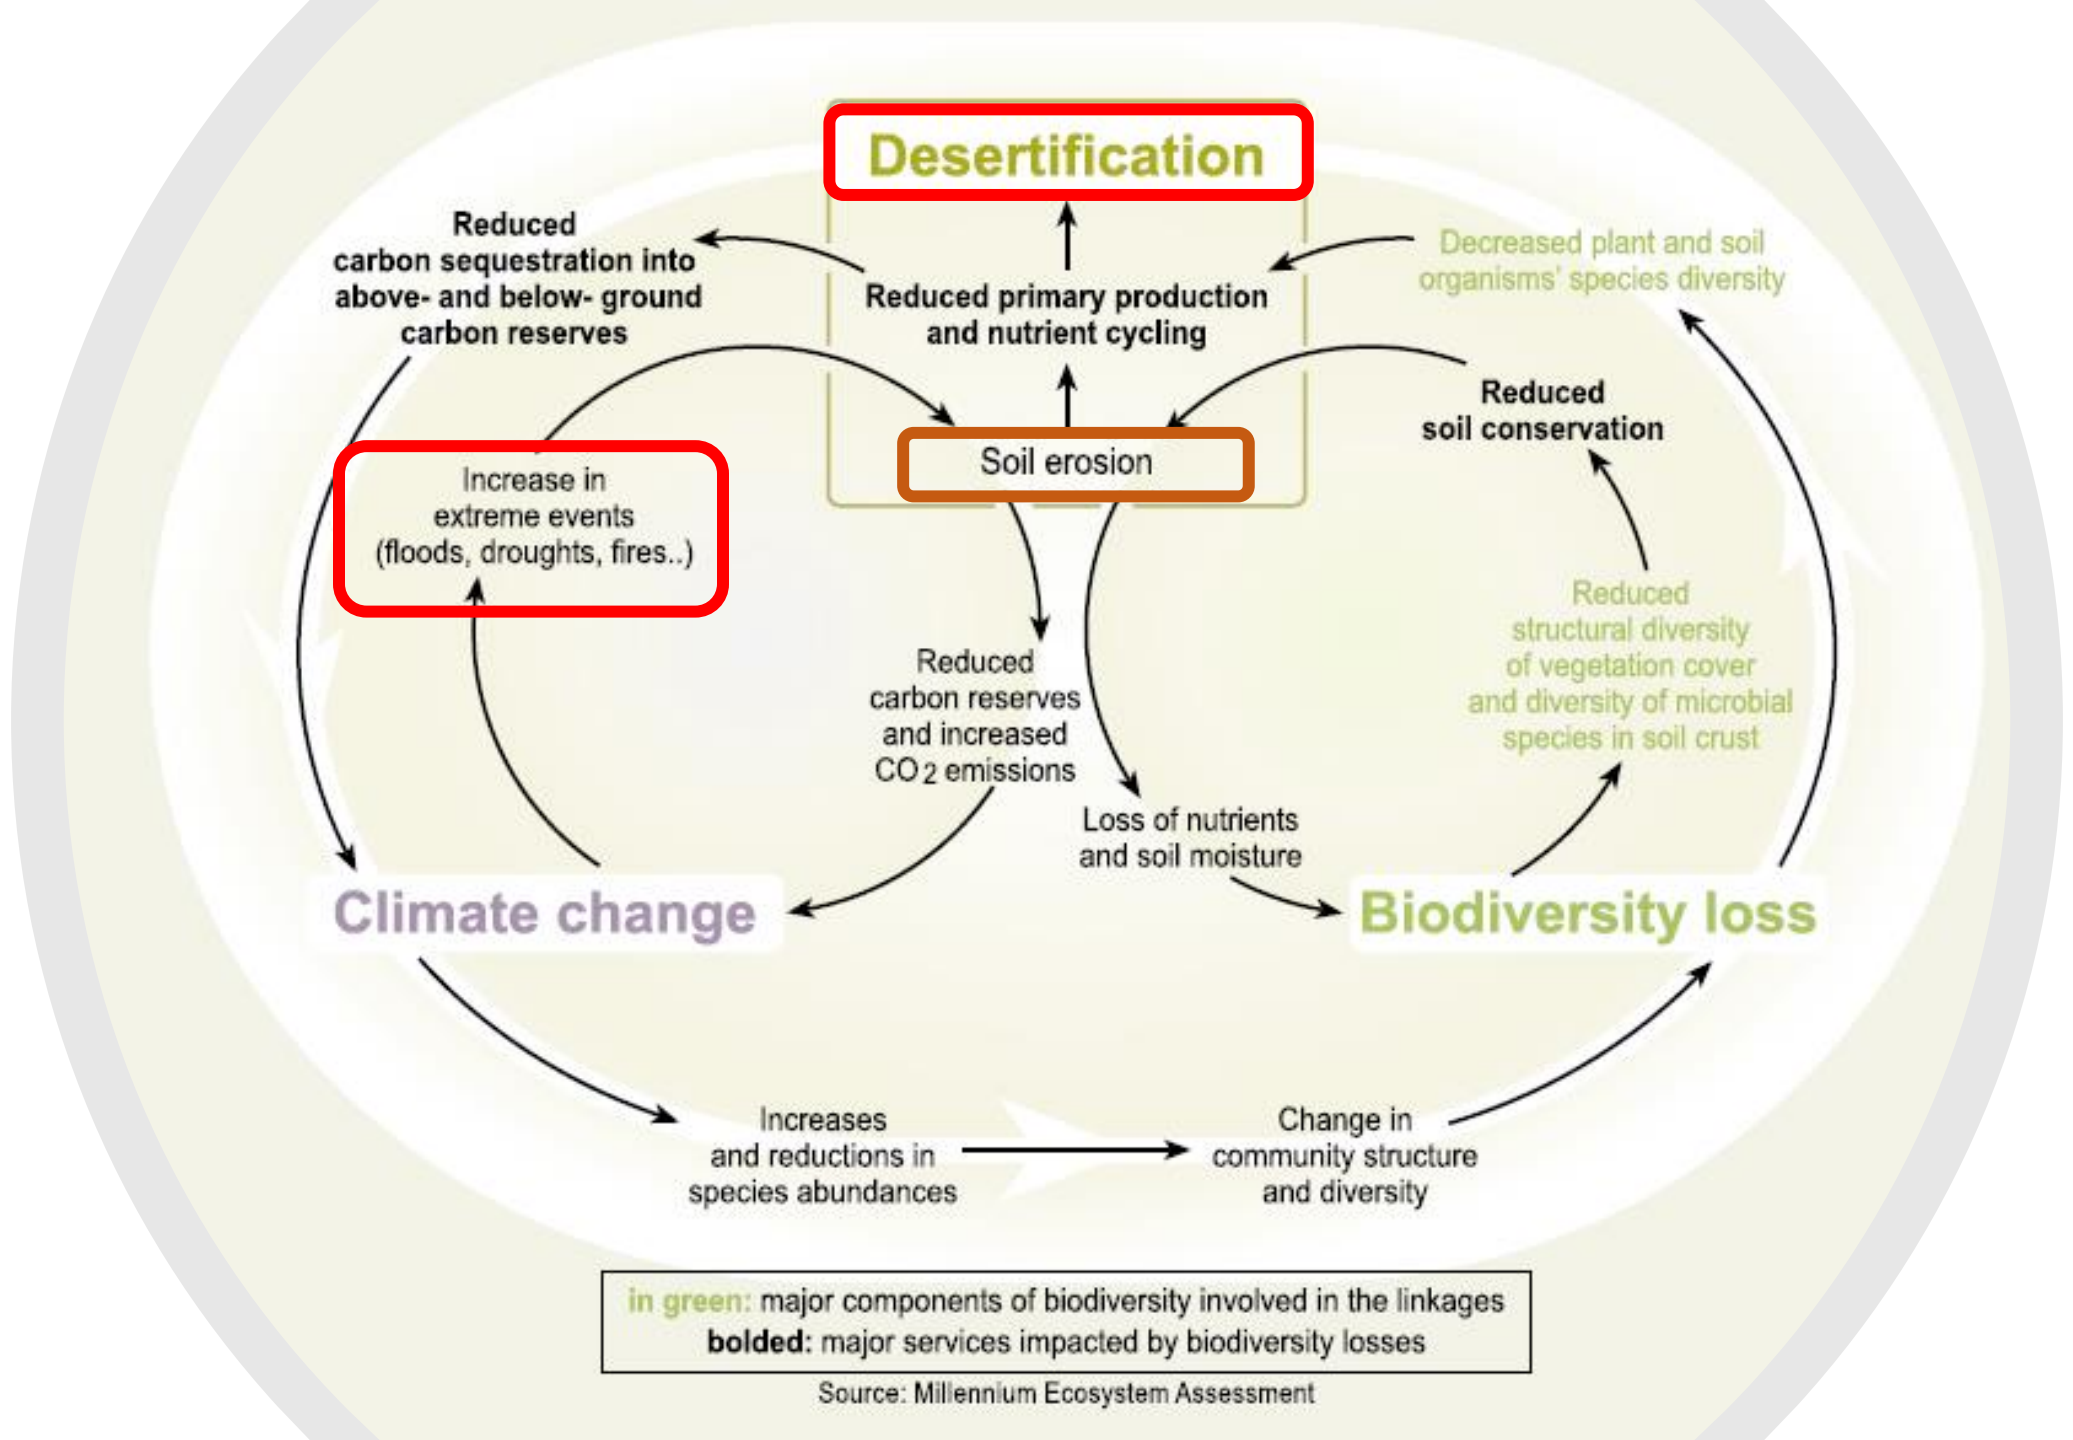 Desertification
Reduced
carbon sequestration into
above- and below- ground
carbon reserves
Reduced primary production
and nutrient cycling
Decreased plant and soil
organisms' species diversity
Reduced
soil conservation
Soil erosion
Increase in
extreme events
(floods, droughts, fires..)
Reduced
structural diversity
of vegetation cover
and diversity of microbial
species in soil crust
Reduced
carbon reserves
and increased
CO2 emissions
Loss of nutrients
and soil moisture
Climate change
Biodiversity loss
Increases
and reductions in
species abundances
Change in
community structure
and diversity
in green: major components of biodiversity involved in the linkages
bolded: major services impacted by biodiversity losses
Source: Millennium Ecosystem Assessment